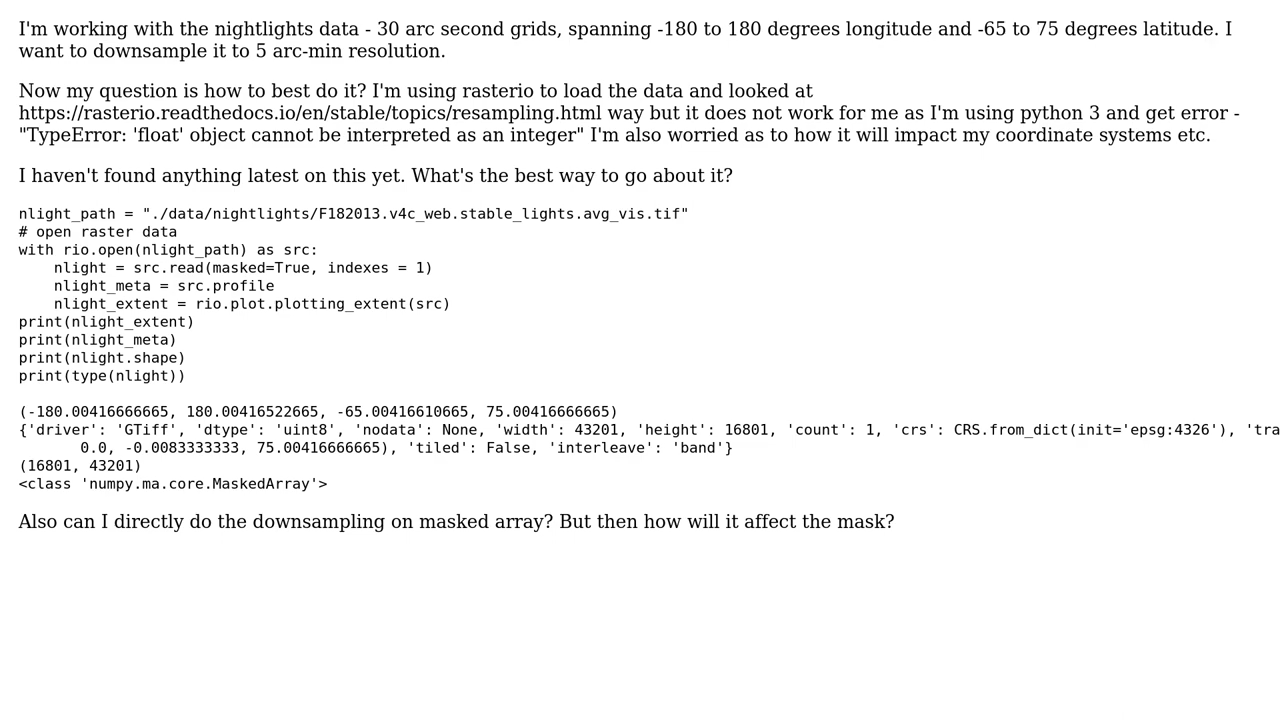 I'm working with the nightlights data - 30 arc second grids, spanning -180 to 180 degrees longitude and -65 to 75 degrees latitude. I
want to downsample it to 5 arc-min resolution.
Now my question is how to best do it? I'm using rasterio to load the data and looked at
https://rasterio.readthedocs.io/en/stable/topics/resampling.html way but it does not work for me as I'm using python 3 and get error -
"TypeError: 'float' object cannot be interpreted as an integer" I'm also worried as to how it will impact my coordinate systems etc.
I haven't found anything latest on this yet. What's the best way to go about it?
nlight_path = "./data/nightlights/F182013.v4c_web.stable_lights.avg_vis.tif"
# open raster data
with rio.open(nlight_path) as src:
    nlight = src.read(masked=True, indexes = 1)
    nlight_meta = src.profile
    nlight_extent = rio.plot.plotting_extent(src)
print(nlight_extent)
print(nlight_meta)
print(nlight.shape)
print(type(nlight))
(-180.00416666665, 180.00416522665, -65.00416610665, 75.00416666665)
{'driver': 'GTiff', 'dtype': 'uint8', 'nodata': None, 'width': 43201, 'height': 16801, 'count': 1, 'crs': CRS.from_dict(init='epsg:4326'), 'tra
       0.0, -0.0083333333, 75.00416666665), 'tiled': False, 'interleave': 'band'}
(16801, 43201)
<class 'numpy.ma.core.MaskedArray'>
Also can I directly do the downsampling on masked array? But then how will it affect the mask?